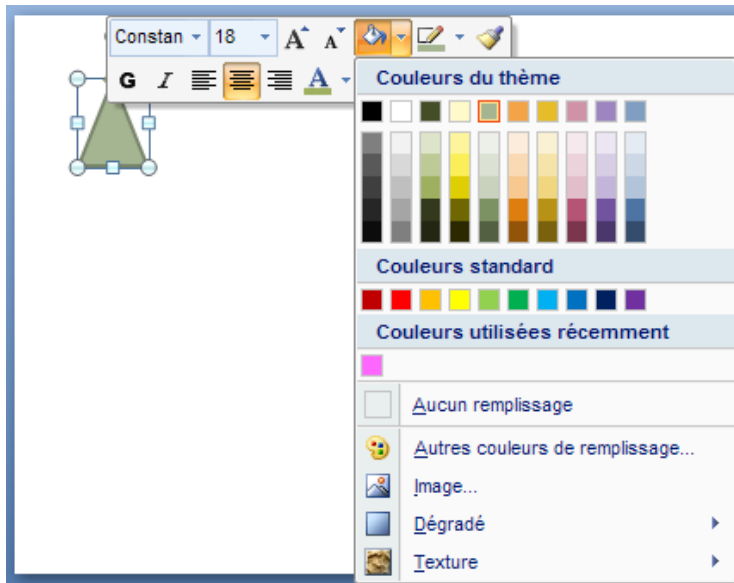 Constan 18 A A
G I A
Couleurs du thème
Couleurs standard
Couleurs utilisées récemment
Aucun remplissage
Autres couleurs de remplissage...
Image...
Dégradé
Texture